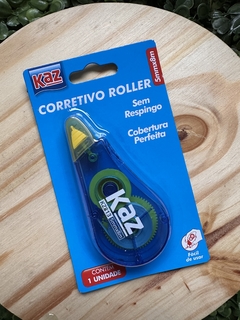 Kaz
5mmx8m
CORRETIVO ROLLER
Sem
Respingo
Cobertura
Perfeita
Kaz
CONTÉM
1 UNIDADE
Fácil
de usar